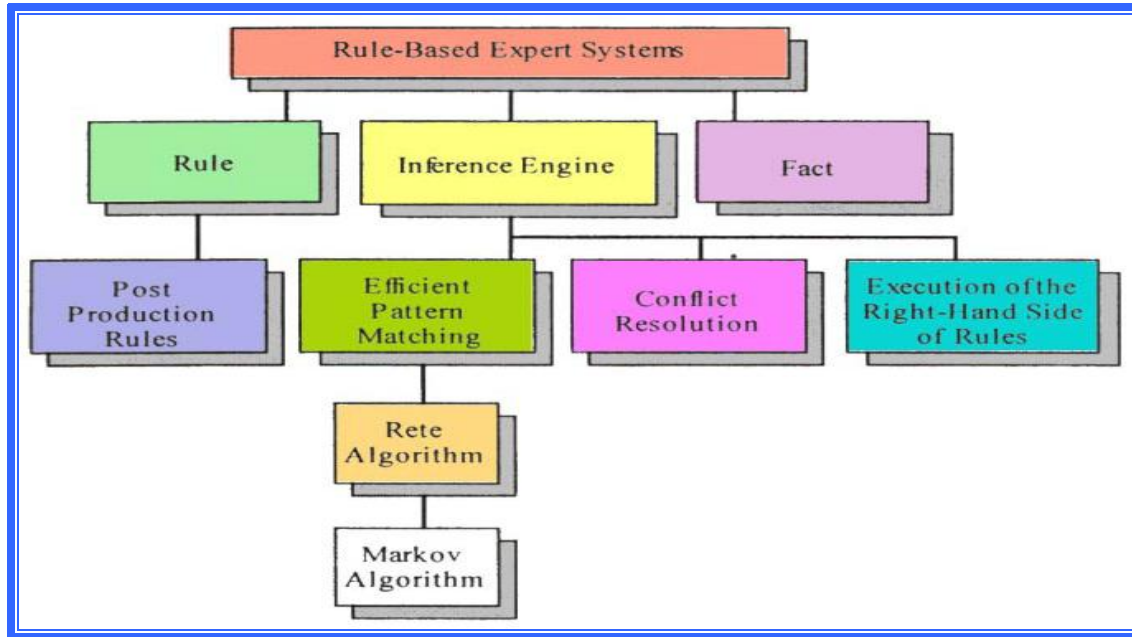 Rule-Based Expert Systems
Rule
Inference Engine
Fact
Post
Production
Rules
Efficient
Pattern
Matching
Conflict
Resolution
Execution of the
Right-Hand Side
of Rules
Rete
Algorithm
Markov
Algorithm